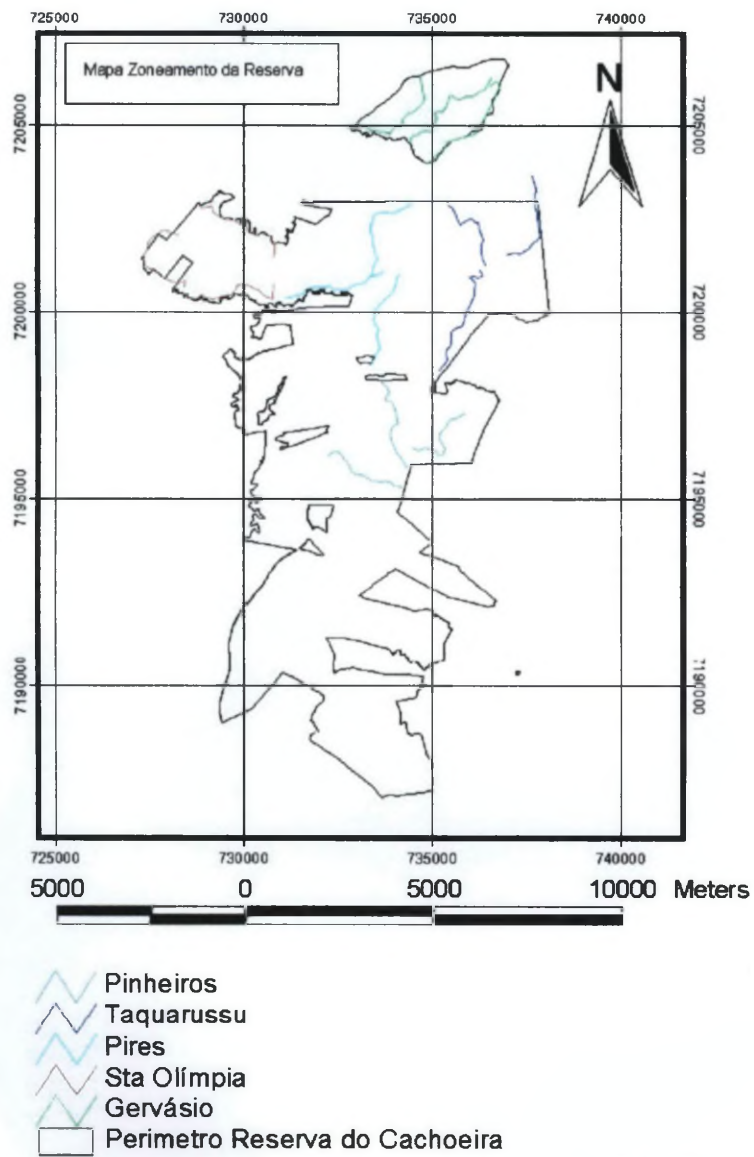 725000 730000 735000 740000
Mapa Zoneamento da Reserva
N
7205000 7205000
7200000 7200000
7195000 7195000
7190000 7190000
725000 730000 735000 740000
5000 0 5000 10000 Meters
Pinheiros
Taquarussu
Pires
Sta Olímpia
Gervásio
Perimetro Reserva do Cachoeira